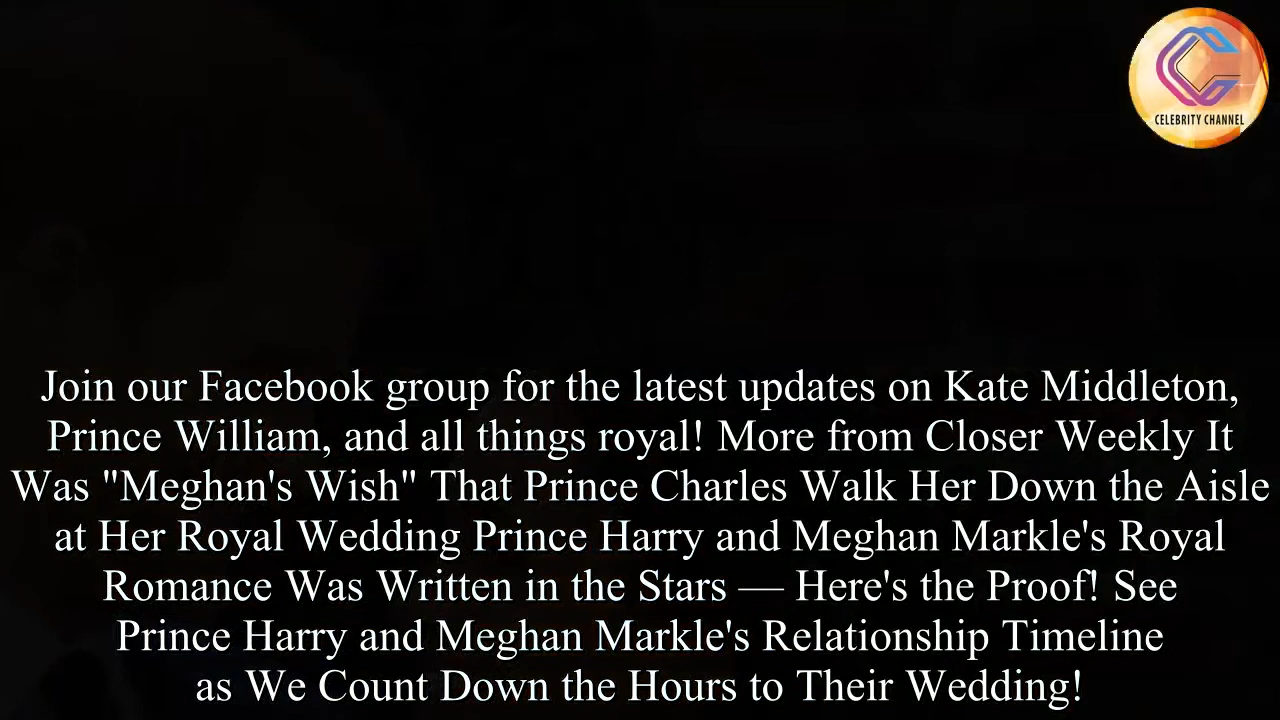 CELEBRITY CHANNEL
Join our Facebook group for the latest updates on Kate Middleton,
Prince William, and all things royal! More from Closer Weekly It
Was "Meghan's Wish" That Prince Charles Walk Her Down the Aisle
at Her Royal Wedding Prince Harry and Meghan Markle's Royal
Romance Was Written in the Stars — Here's the Proof! See
Prince Harry and Meghan Markle's Relationship Timeline
as We Count Down the Hours to Their Wedding!